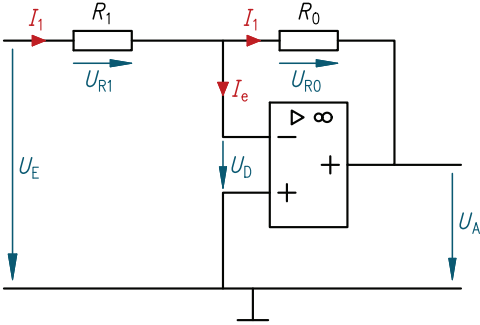 I1 R1 I1 R0
UR1 UR0
Ie
▷ ∞
UE − UD + +
UA